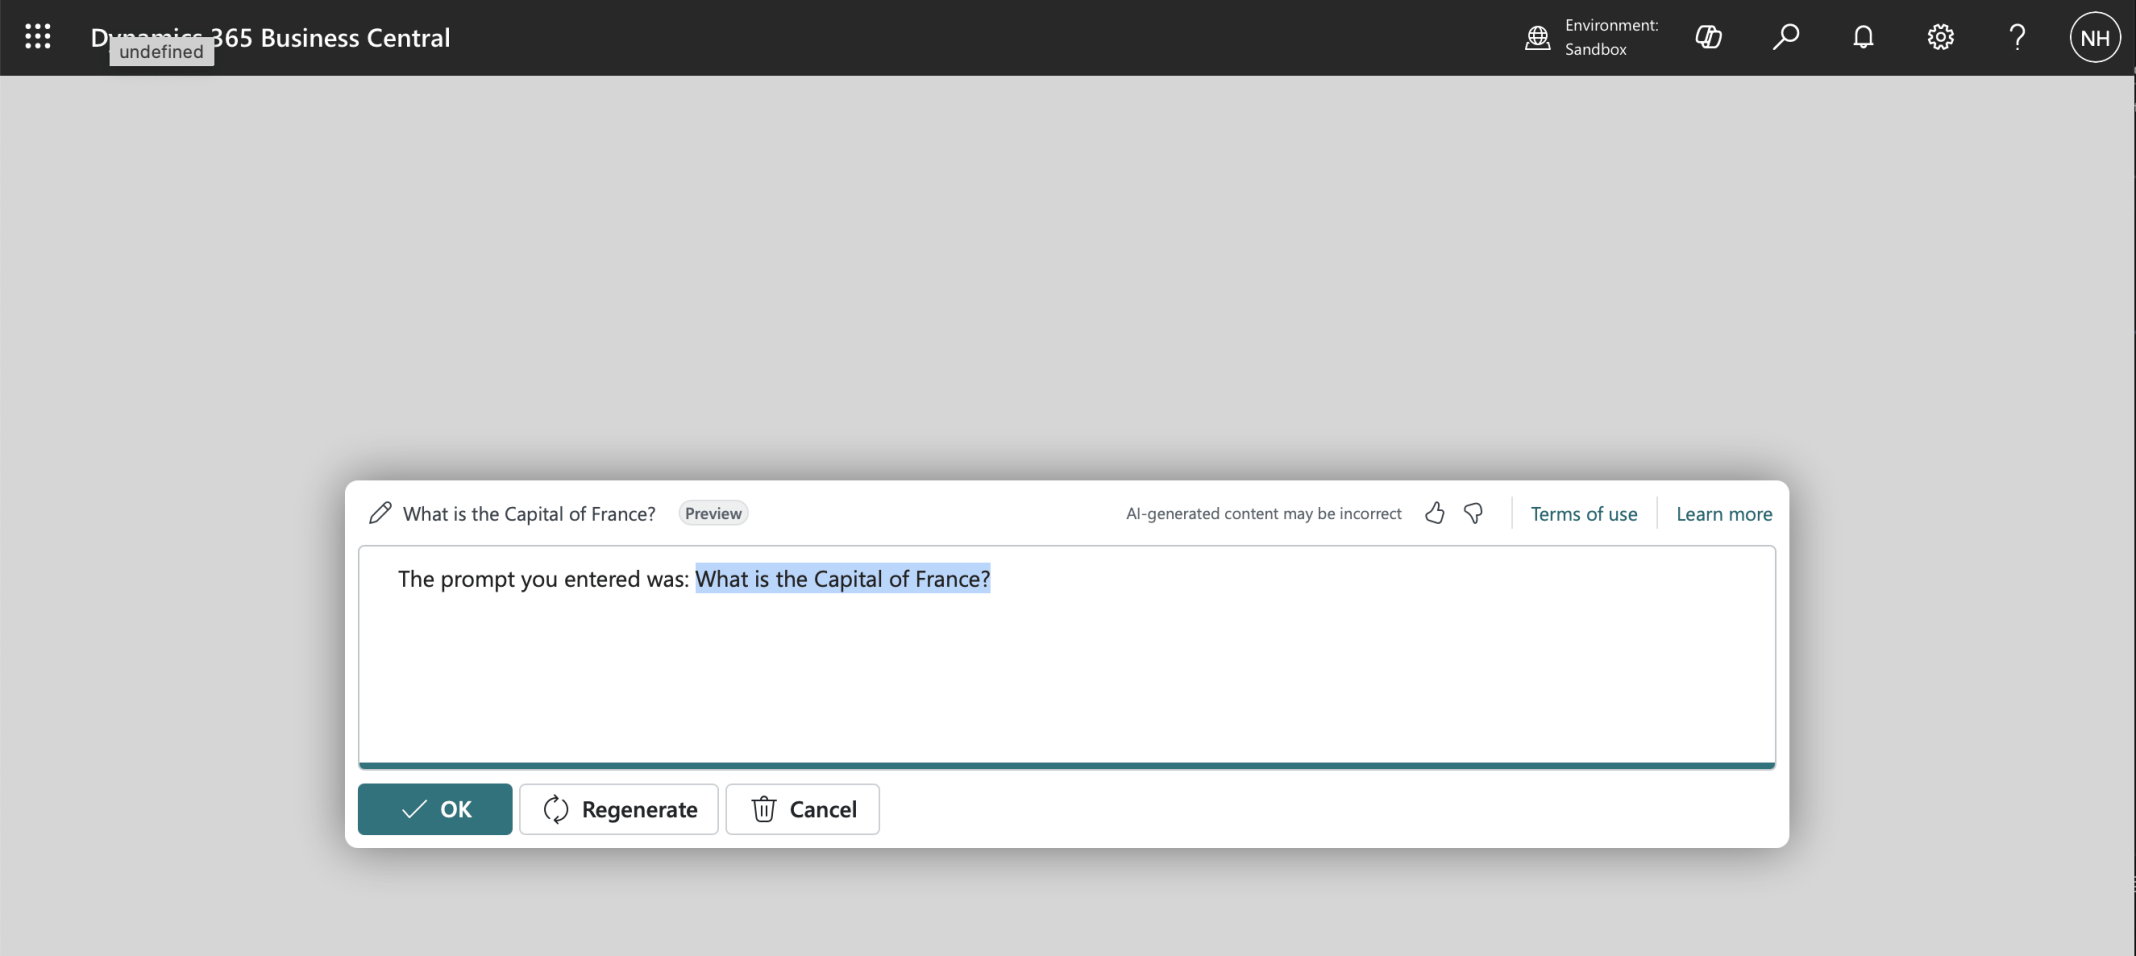 Dynamics 365 Business Central
undefined
Environment:
Sandbox
NH
What is the Capital of France?
Preview
AI-generated content may be incorrect
Terms of use
Learn more
The prompt you entered was: What is the Capital of France?
OK
Regenerate
Cancel